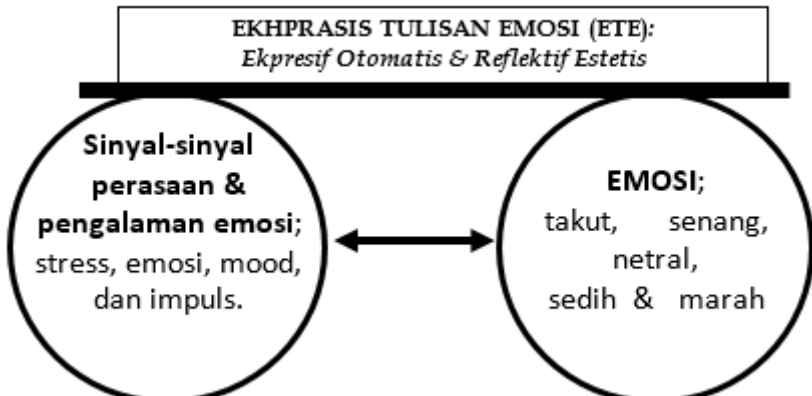 EKHPRASIS TULISAN EMOSI (ETE):
Ekpresif Otomatis & Reflektif Estetis
Sinyal-sinyal
perasaan &
pengalaman emosi;
stress, emosi, mood,
dan impuls.
EMOSI;
takut, senang,
netral,
sedih & marah